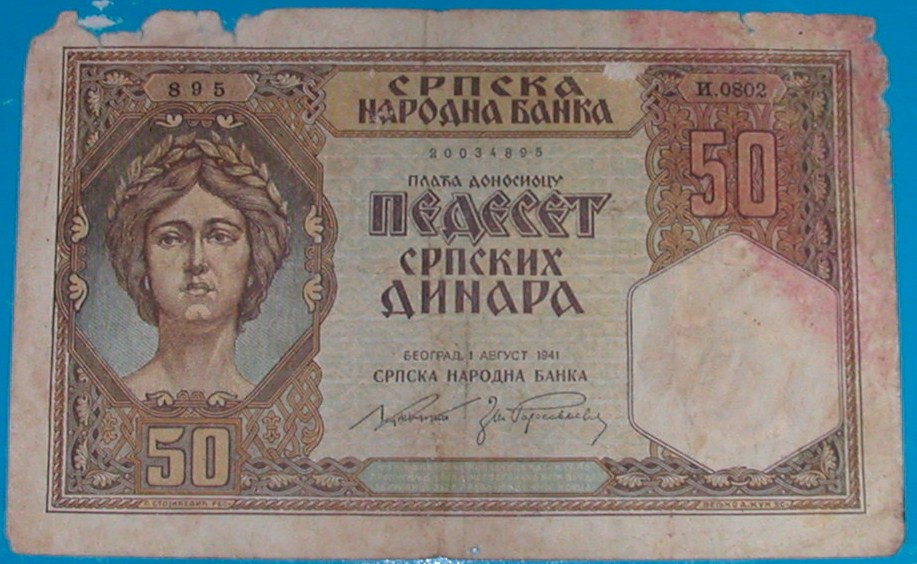 895
СРПСКА
НАРОДНА БАНКА
И.0802
20034895
50
ПЛАЋА ДОНОСИОЦУ
ПЕДЕСЕТ
СРПСКИХ
ДИНАРА
БЕОГРАД, 1 АВГУСТ 1941
СРПСКА НАРОДНА БАНКА
50